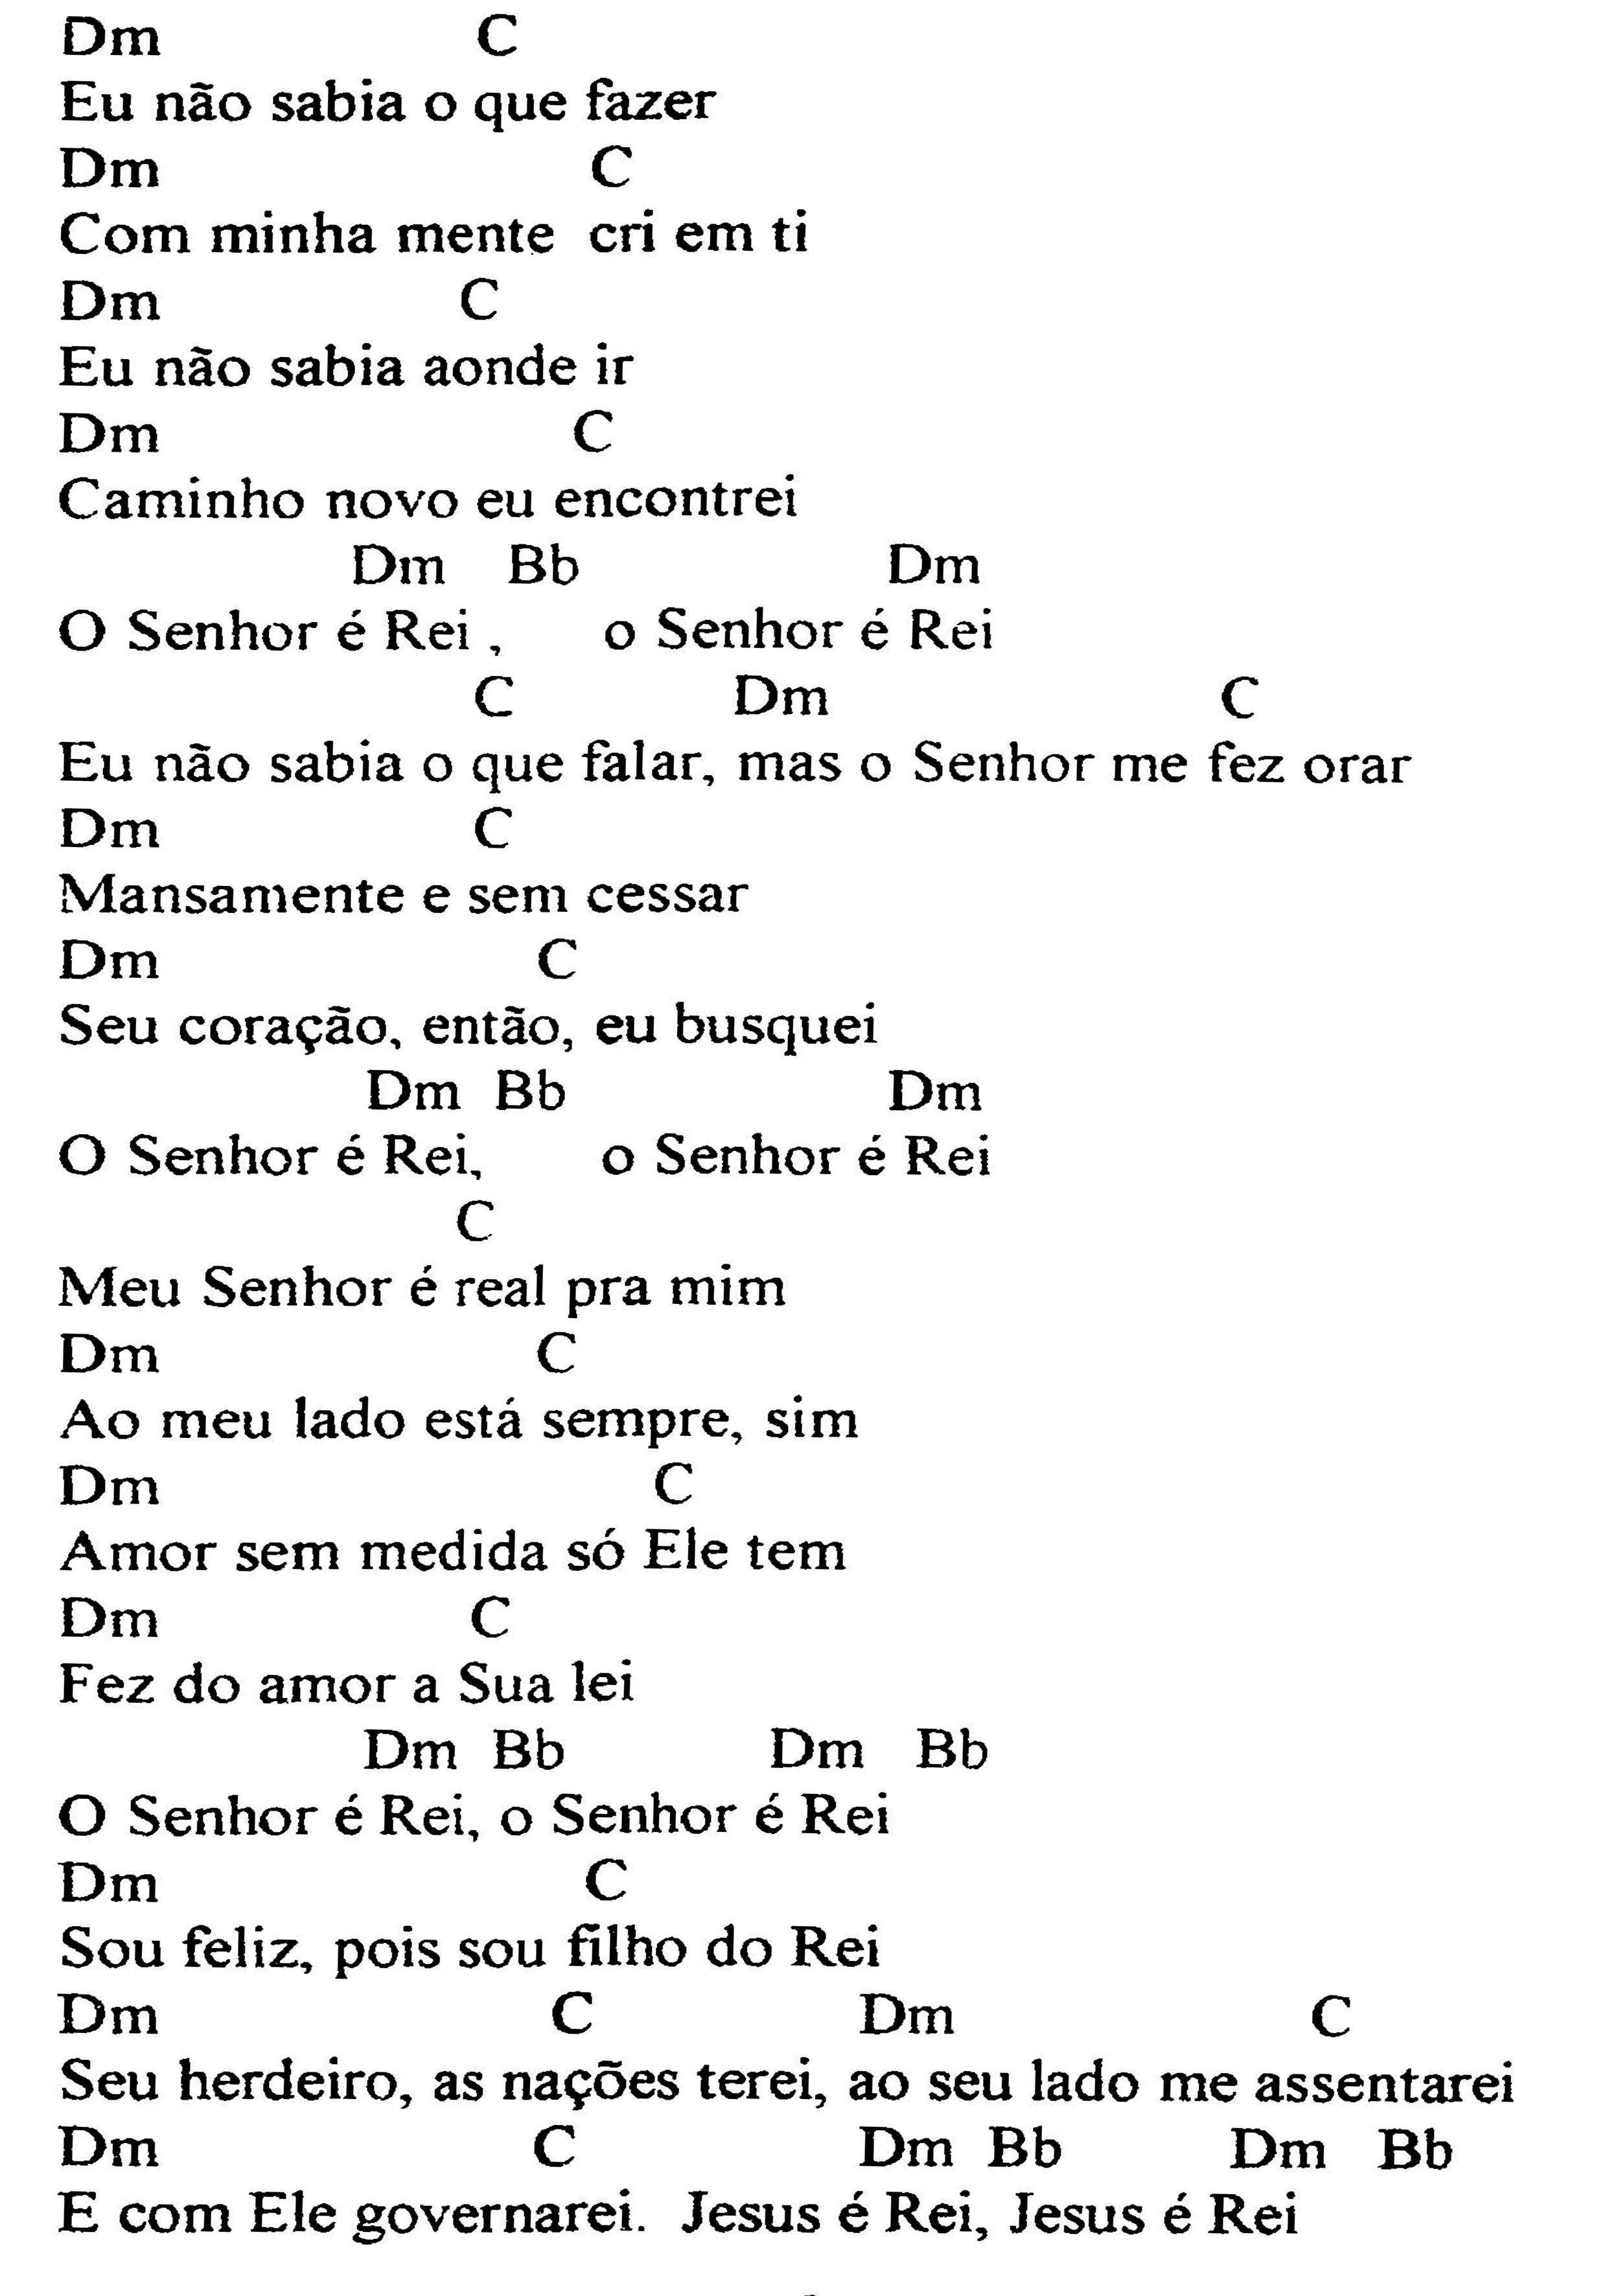 Dm C
Eu não sabia o que fazer
Dm C
Com minha mente cri em ti
Dm C
Eu não sabia aonde ir
Dm C
Caminho novo eu encontrei
Dm Bb Dm
O Senhor é Rei , o Senhor é Rei
C Dm C
Eu não sabia o que falar, mas o Senhor me fez orar
Dm C
Mansamente e sem cessar
Dm C
Seu coração, então, eu busquei
Dm Bb Dm
O Senhor é Rei, o Senhor é Rei
C
Meu Senhor é real pra mim
Dm C
Ao meu lado está sempre, sim
Dm C
Amor sem medida só Ele tem
Dm C
Fez do amor a Sua lei
Dm Bb Dm Bb
O Senhor é Rei, o Senhor é Rei
Dm C
Sou feliz, pois sou filho do Rei
Dm C Dm C
Seu herdeiro, as nações terei, ao seu lado me assentarei
Dm C Dm Bb Dm Bb
E com Ele governarei. Jesus é Rei, Jesus é Rei